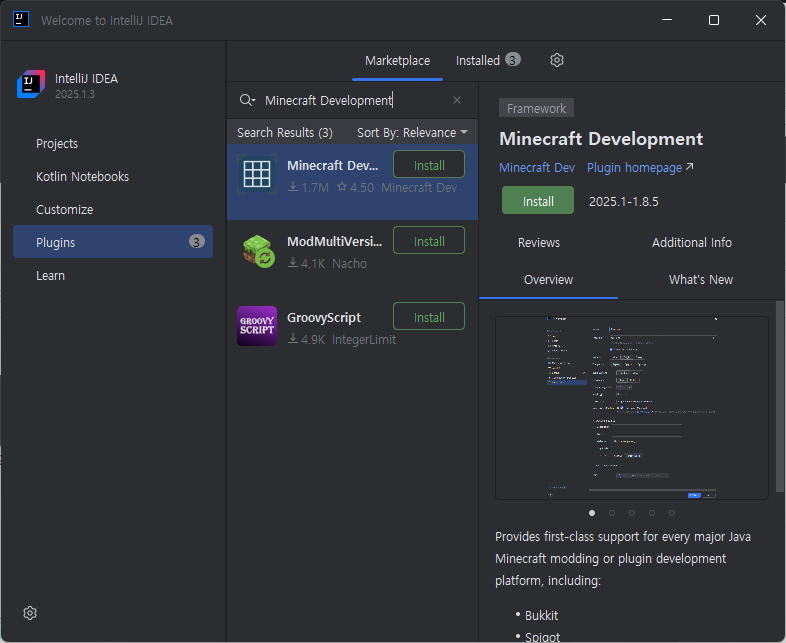 Welcome to IntelliJ IDEA
IntelliJ IDEA
2025.1.3
Projects
Kotlin Notebooks
Customize
Plugins 3
Learn
Marketplace Installed 3
Minecraft Development
Search Results (3) Sort By: Relevance
Minecraft Dev... Install
1.7M 4.50 Minecraft Dev
ModMultiVersi... Install
4.1K Nacho
GROOVY
SCRIPT
GroovyScript Install
4.9K IntegerLimit
Framework
Minecraft Development
Minecraft Dev Plugin homepage
Install 2025.1-1.8.5
Reviews Additional Info
Overview What's New
Provides first-class support for every major Java
Minecraft modding or plugin development
platform, including:
• Bukkit
• Spigot